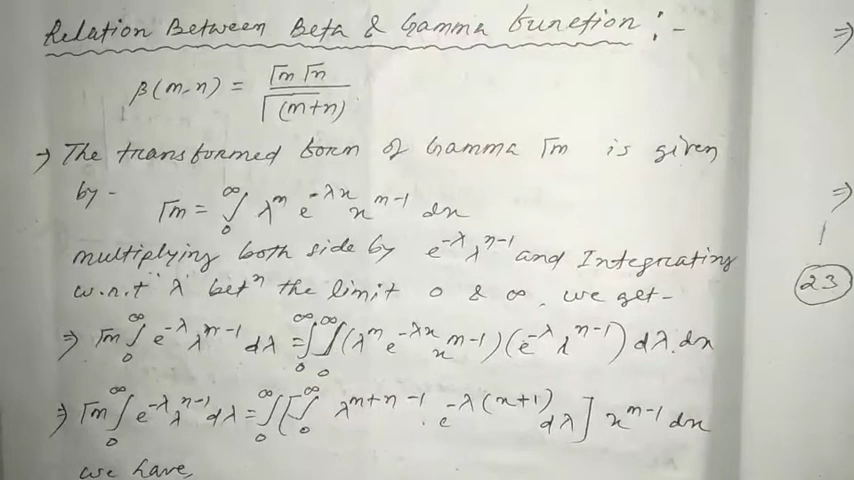 Relation Between Beta & Gamma Function :-
β(m,n) = Γm Γn / Γ(m+n)
→ The transformed form of Gamma Γm is given
by - Γm = ∫₀^∞ λ^m e^-λx x^m-1 dx
multiplying both side by e^-λ λ^n-1 and Integrating
w.r.t "λ" betⁿ the limit 0 & ∞, we get -
⇒ Γm ∫₀^∞ e^-λ λ^n-1 dλ = ∫₀^∞ ∫₀^∞ (λ^m e^-λx x^m-1) (e^-λ λ^n-1) dλ.dx
⇒ Γm ∫₀^∞ e^-λ λ^n-1 dλ = ∫₀^∞ [∫₀^∞ λ^m+n-1 . e^-λ(x+1) dλ] x^m-1 dx
we have,
⇒
⇒
23